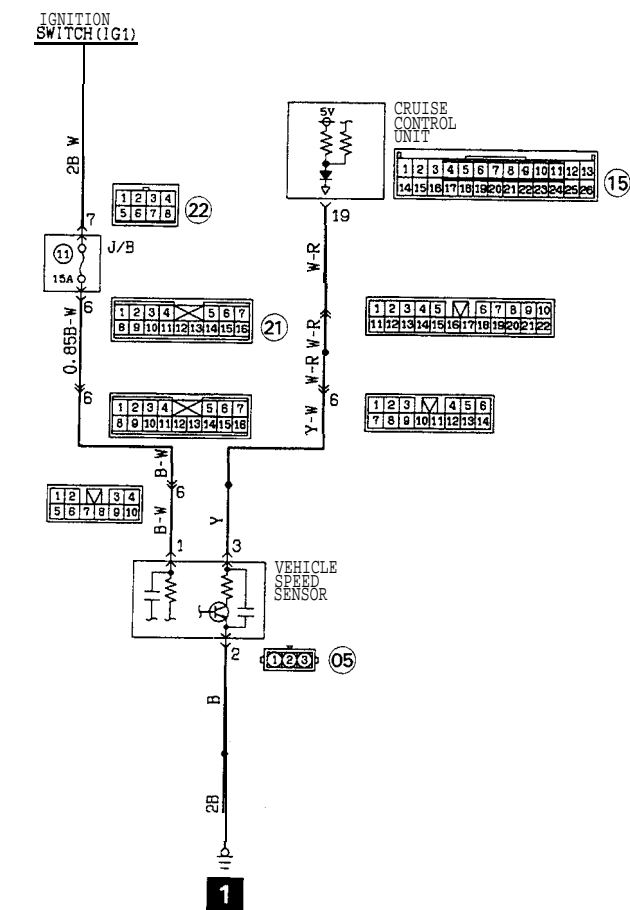 IGNITION
SWITCH(IG1)
2B W
7
1 2 3 4
5 6 7 8
22
11
15A
J/B
6
0.85B-W
1 2 3 4 5 6 7
8 9 10 11 12 13 14 15 16
21
6
1 2 3 4 5 6 7
8 9 10 11 12 13 14 15 16
B-W
6
B-W
1 2 3 4
5 6 7 8 9 10
1
5V
CRUISE
CONTROL
UNIT
1 2 3 4 5 6 7 8 9 10 11 12 13
14 15 16 17 18 19 20 21 22 23 24 25 26
15
19
W-R
W-R
1 2 3 4 5 6 7 8 9 10
11 12 13 14 15 16 17 18 19 20 21 22
W-R
6
Y-W
1 2 3 4 5 6
7 8 9 10 11 12 13 14
Y
3
VEHICLE
SPEED
SENSOR
2
1 2 3
05
B
2B
1